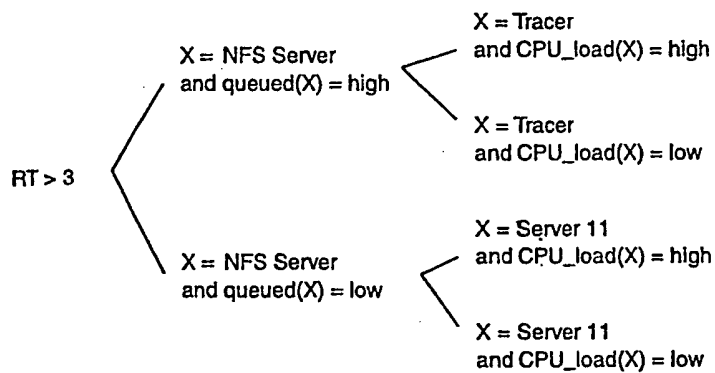 X = Tracer
and CPU_load(X) = high
X = NFS Server
and queued(X) = high
X = Tracer
and CPU_load(X) = low
RT > 3
X = Server 11
and CPU_load(X) = high
X = NFS Server
and queued(X) = low
X = Server 11
and CPU_load(X) = low